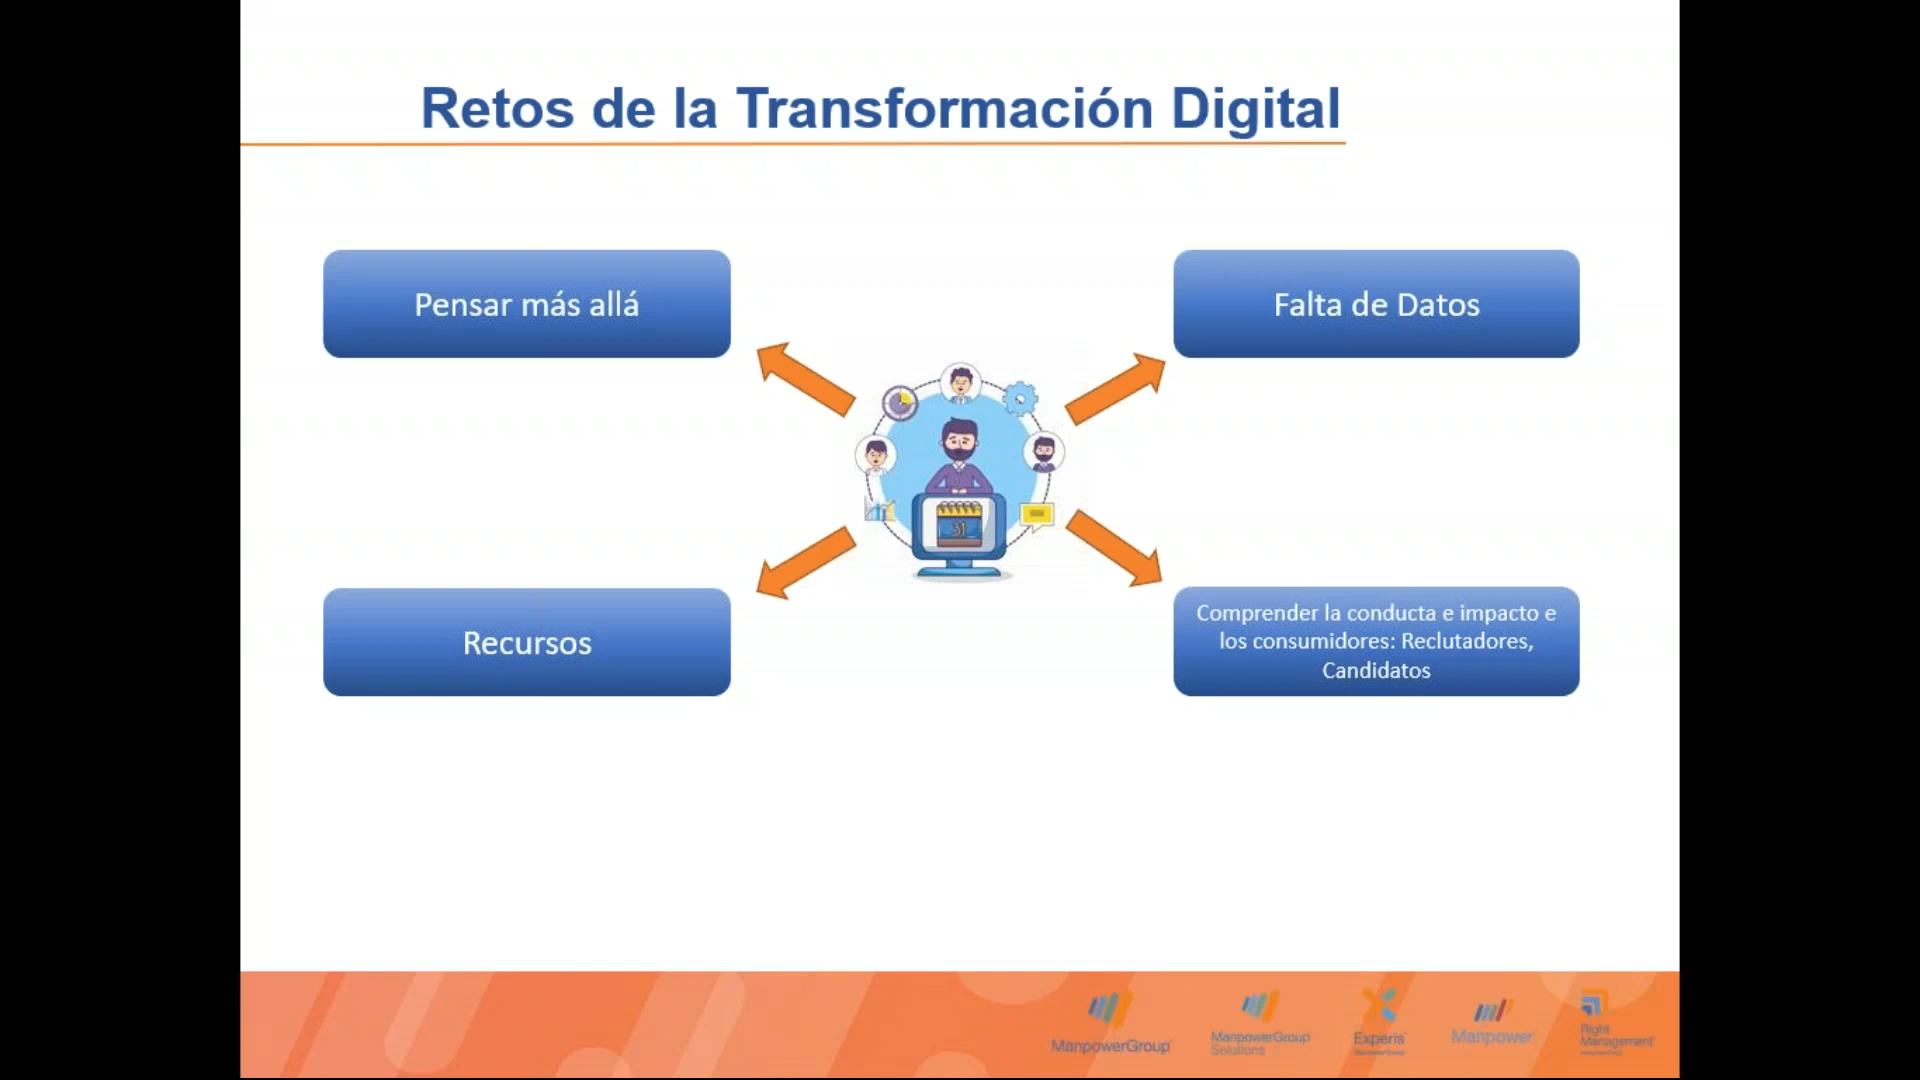 Retos de la Transformación Digital
Pensar más allá
Falta de Datos
31
Recursos
Comprender la conducta e impacto e
los consumidores: Reclutadores,
Candidatos
ManpowerGroup
ManpowerGroup
Solutions
Experis
Manpower
Right
Management